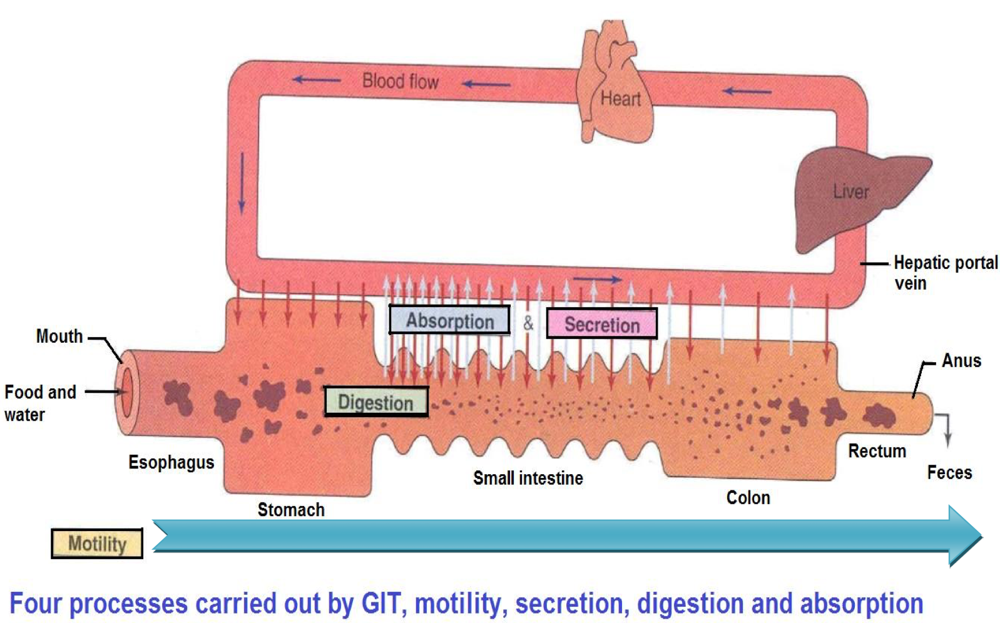 Blood flow
Heart
Liver
Hepatic portal
vein
Absorption
&
Secretion
Mouth
Anus
Food and
water
Digestion
Esophagus
Rectum
Small intestine
Feces
Colon
Stomach
Motility
Four processes carried out by GIT, motility, secretion, digestion and absorption